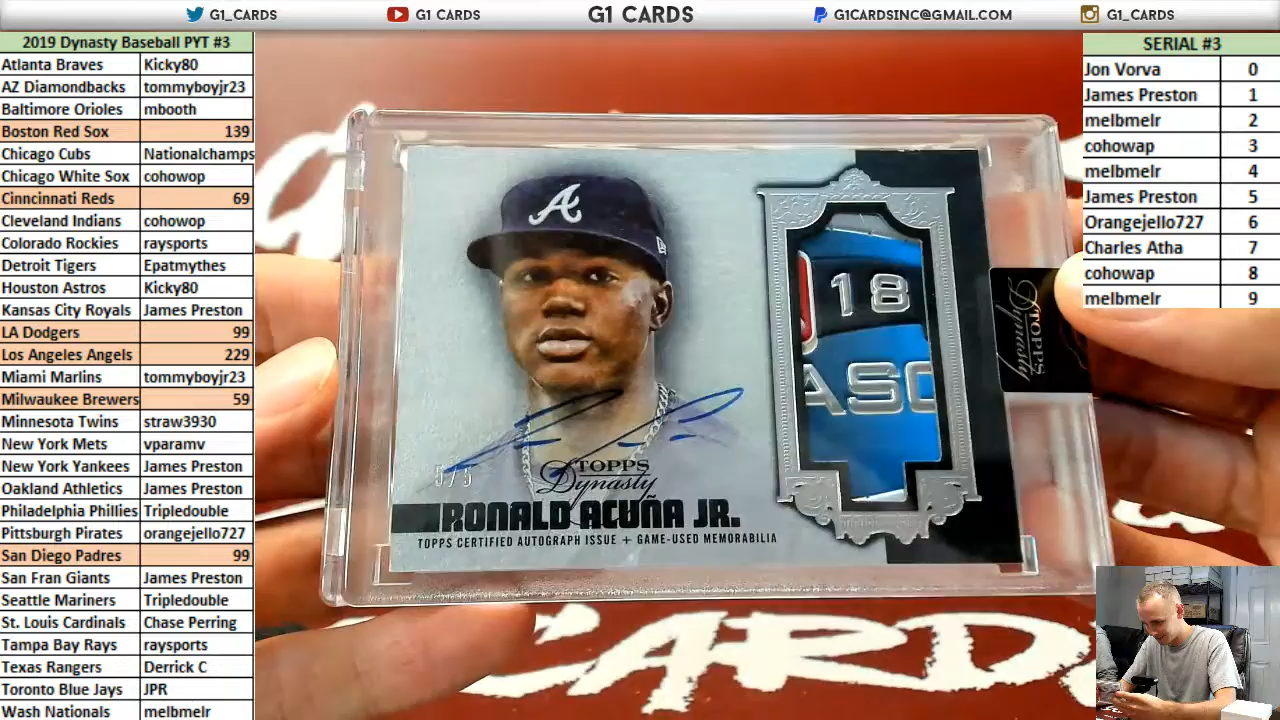 G1_CARDS
G1 CARDS
G1 CARDS
G1CARDSINC@GMAIL.COM
G1_CARDS
2019 Dynasty Baseball PYT #3
Atlanta Braves Kicky80
AZ Diamondbacks tommyboyjr23
Baltimore Orioles mbooth
Boston Red Sox 139
Chicago Cubs Nationalchamps
Chicago White Sox cohowop
Cinncinnati Reds 69
Cleveland Indians cohowop
Colorado Rockies raysports
Detroit Tigers Epatmythes
Houston Astros Kicky80
Kansas City Royals James Preston
LA Dodgers 99
Los Angeles Angels 229
Miami Marlins tommyboyjr23
Milwaukee Brewers 59
Minnesota Twins straw3930
New York Mets vparamv
New York Yankees James Preston
Oakland Athletics James Preston
Philadelphia Phillies Tripledouble
Pittsburgh Pirates orangejello727
San Diego Padres 99
San Fran Giants James Preston
Seattle Mariners Tripledouble
St. Louis Cardinals Chase Perring
Tampa Bay Rays raysports
Texas Rangers Derrick C
Toronto Blue Jays JPR
Wash Nationals melbmelr
A
18
ASO
5/5
TOPPS
Dynasty
RONALD ACUÑA JR.
TOPPS CERTIFIED AUTOGRAPH ISSUE + GAME-USED MEMORABILIA
TOPPS
Dynasty
CARDS
SERIAL #3
Jon Vorva 0
James Preston 1
melbmelr 2
cohowap 3
melbmelr 4
James Preston 5
Orangejello727 6
Charles Atha 7
cohowap 8
melbmelr 9